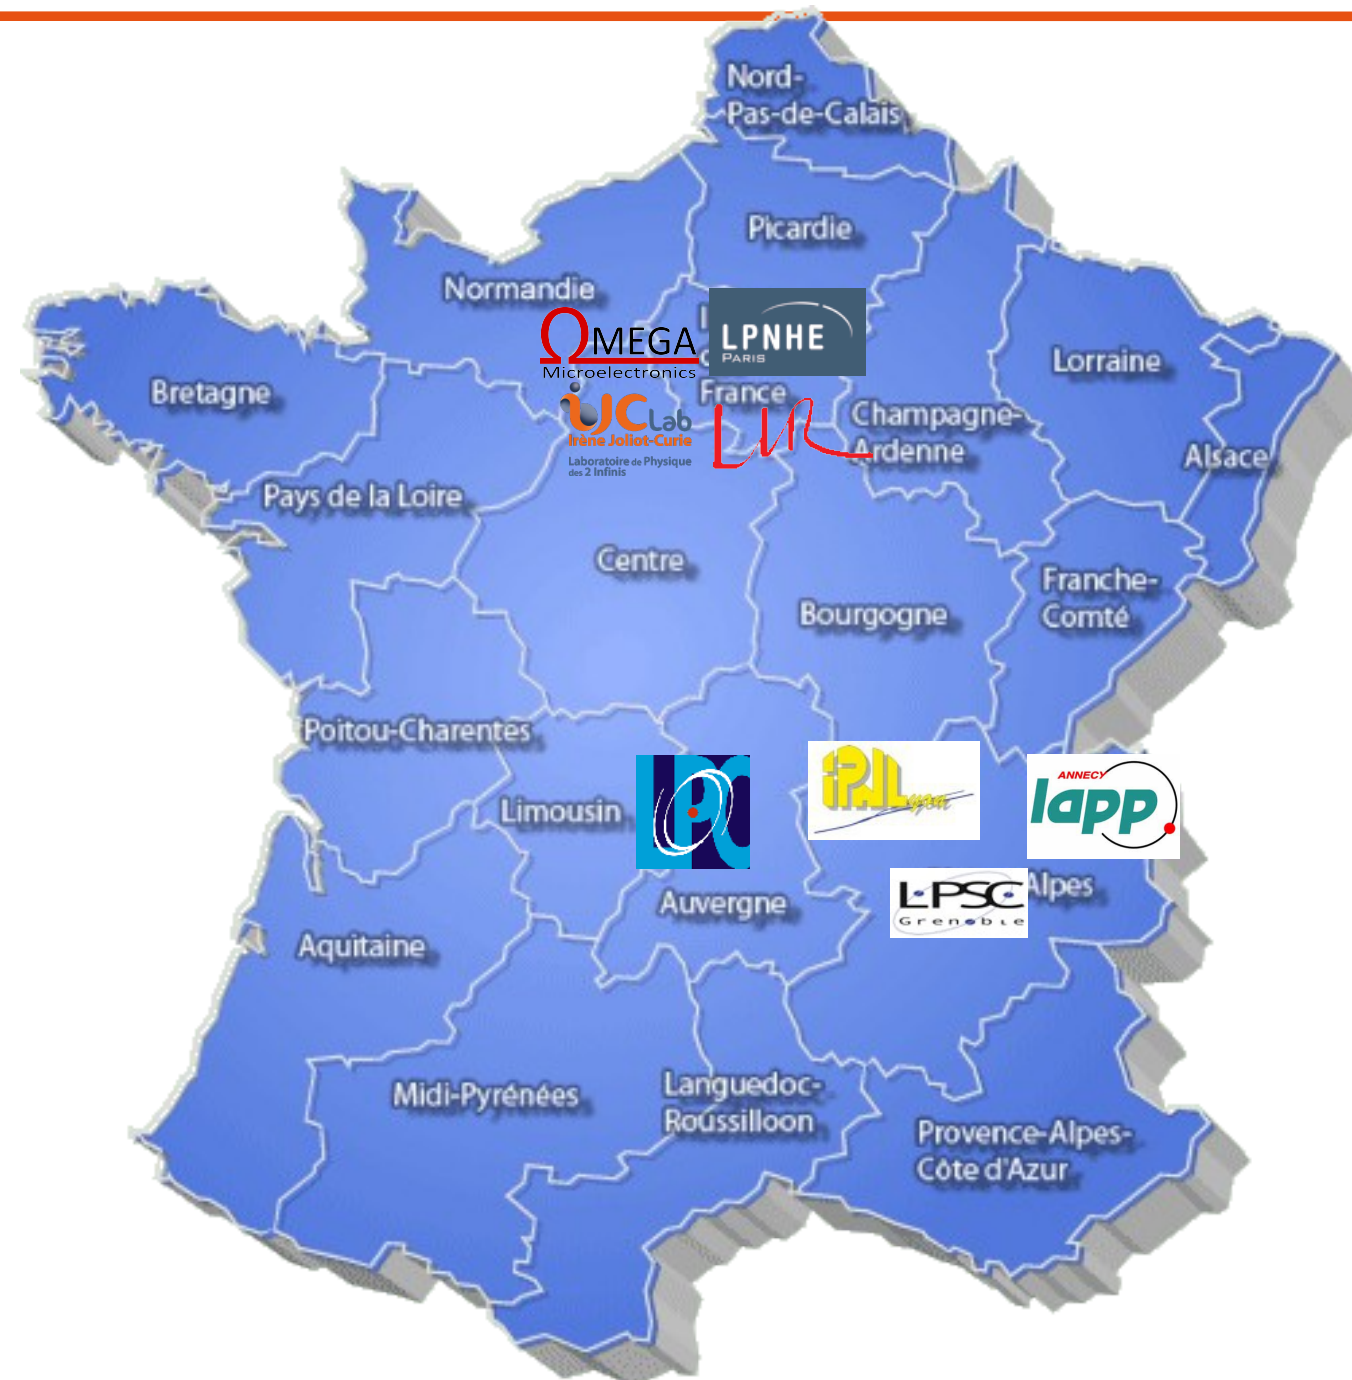 Nord-
Pas-de-Calais
Picardie
Normandie
LPNHE
PARIS
ΩMEGA
Microelectronics
France
Lorraine
Bretagne
iJCLab
Irène Joliot-Curie
Laboratoire de Physique
des 2 Infinis
LLR
Champagne-
Ardenne
Alsace
Pays de la Loire
Centre
Franche-
Comté
Bourgogne
Poitou-Charentes
Limousin
LPC
iPNLyon
ANNECY
lapp
LPSC
Grenoble
Alpes
Auvergne
Aquitaine
Midi-Pyrénées
Languedoc-
Roussilloon
Provence-Alpes-
Côte d'Azur